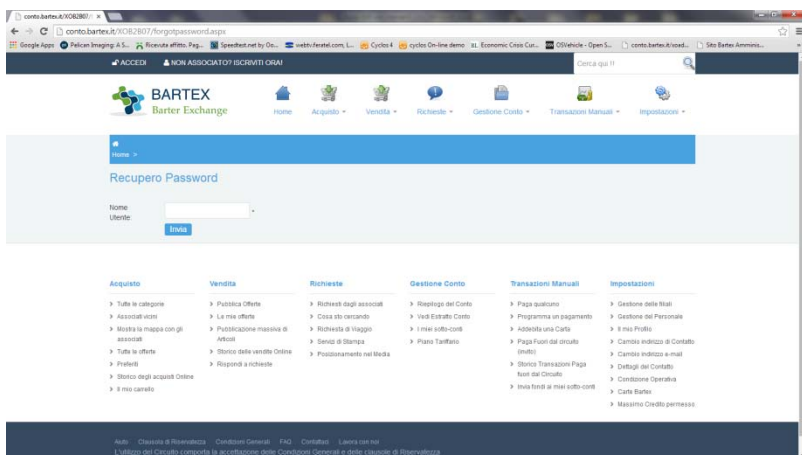 conto.bartex.it/XOB2807/f
conto.bartex.it/XOB2807/forgotpassword.aspx
Google Apps Pelican Imaging: A S... Ricevute affitto. Pag... Speedtest.net by Oo... webtv.feratel.com, L... Cyclos 4 cyclos On-line demo Economic Crisis Cur... OSVehicle - Open S... conto.bartex.it/xoad... Sito Bartex Amminis...
ACCEDI NON ASSOCIATO? ISCRIVITI ORA! Cerca qui !!
BARTEX
Barter Exchange
Home Acquisto Vendita Richieste Gestione Conto Transazioni Manuali Impostazioni
Home >
Recupero Password
Nome
Utente
Invia
Acquisto Vendita Richieste Gestione Conto Transazioni Manuali Impostazioni
> Tutte le categorie > Pubblica Offerte > Richiesti dagli associati > Riepilogo del Conto > Paga qualcuno > Gestione delle filiali
> Associati vicini > Le mie offerte > Cosa sto cercando > Vedi Estratto Conto > Programma un pagamento > Gestione del Personale
> Mostra la mappa con gli associati > Pubblicazione massiva di Articoli > Richiesta di Viaggio > I miei sotto-conti > Addebita una Carta > Il mio Profilo
> Tutte le offerte > Storico delle vendite Online > Servizi di Stampa > Piano Tariffario > Paga Fuori dal circuito (invito) > Cambio indirizzo di Contatto
> Preferiti > Rispondi a richieste > Posizionamento nei Media > Storico Transazioni Paga fuori dal Circuito > Cambio indirizzo e-mail
> Storico degli acquisti Online > Invia fondi ai miei sotto-conti > Dettagli del Contatto
> Il mio carrello > Condizione Operativa
> Carte Bartex
> Massimo Credito permesso
Aiuto Clausola di Riservatezza Condizioni Generali FAQ Contattaci Lavora con noi
L'utilizzo del Circuito comporta la accettazione delle Condizioni Generali e delle clausole di Riservatezza